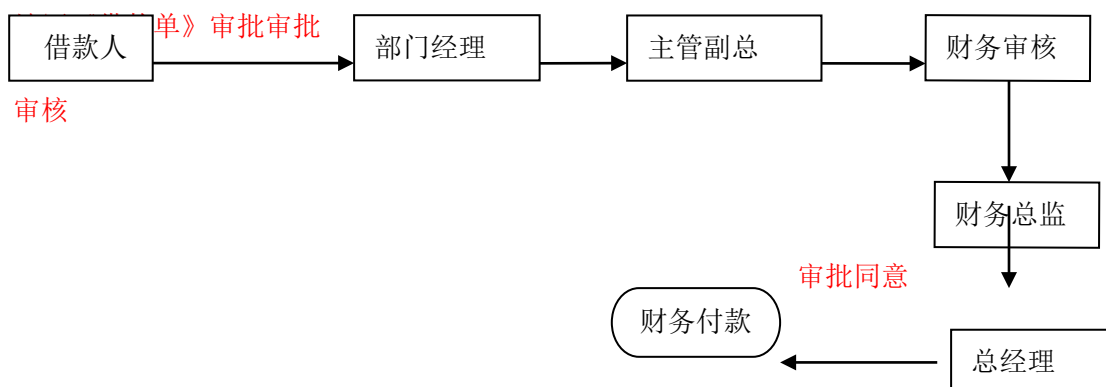 借款人
单》审批审批
部门经理
主管副总
财务审核
审核
财务总监
审批同意
财务付款
总经理